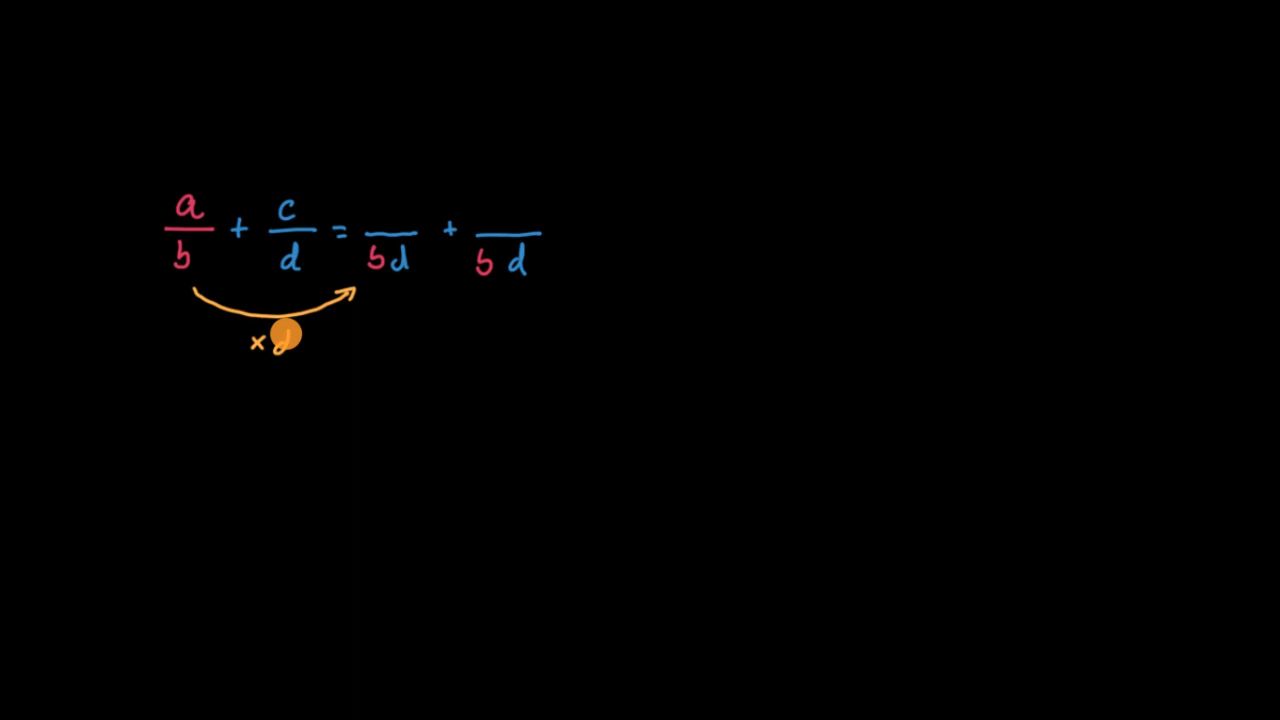 a/b + c/d = /bd + /bd
×d